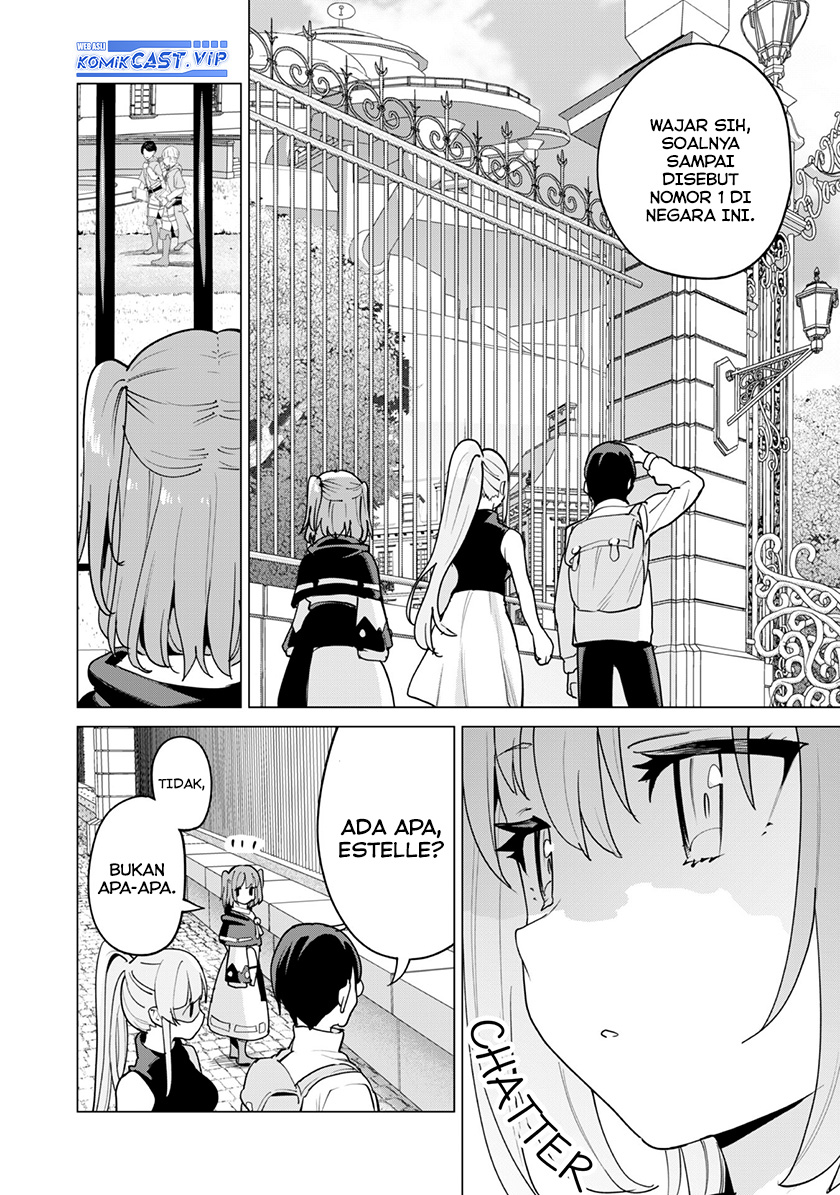 WEB ASLI
KOMIKCAST.VIP
WAJAR SIH,
SOALNYA
SAMPAI
DISEBUT
NOMOR 1 DI
NEGARA INI.
CHATTER
ADA APA,
ESTELLE?
TIDAK,
BUKAN
APA-APA.